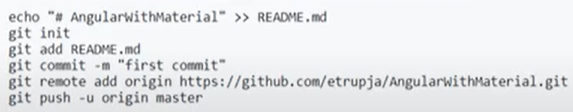 echo "# AngularWithMaterial" >> README.md
git init
git add README.md
git commit -m "first commit"
git remote add origin https://github.com/etrupja/AngularWithMaterial.git
git push -u origin master